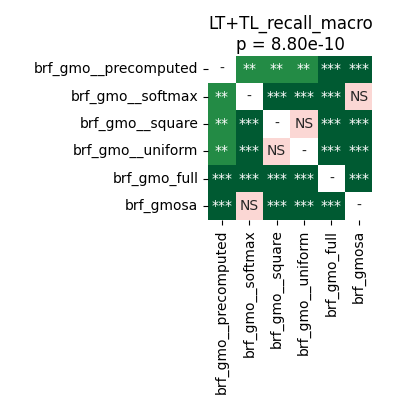 LT+TL_recall_macro
p = 8.80e-10
brf_gmo__precomputed - ** ** ** *** ***
brf_gmo__softmax ** - *** *** *** NS
brf_gmo__square ** *** - NS *** ***
brf_gmo__uniform ** *** NS - *** ***
brf_gmo_full *** *** *** *** - ***
brf_gmosa *** NS *** *** *** -
brf_gmo__precomputed
brf_gmo__softmax
brf_gmo__square
brf_gmo__uniform
brf_gmo_full
brf_gmosa